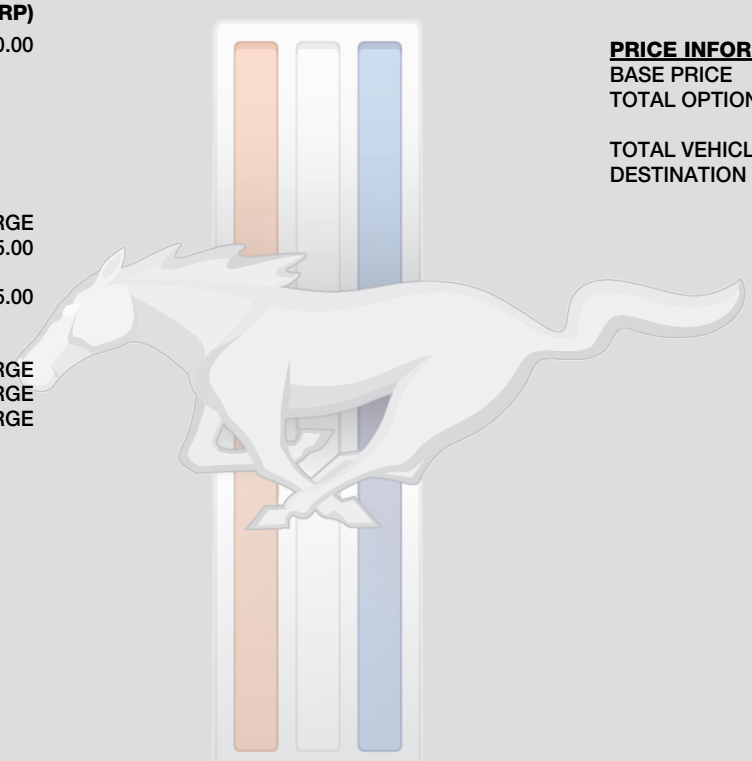 RP)
0.00
RGE
5.00
5.00
RGE
RGE
RGE
PRICE INFOR
BASE PRICE
TOTAL OPTION
TOTAL VEHICL
DESTINATION